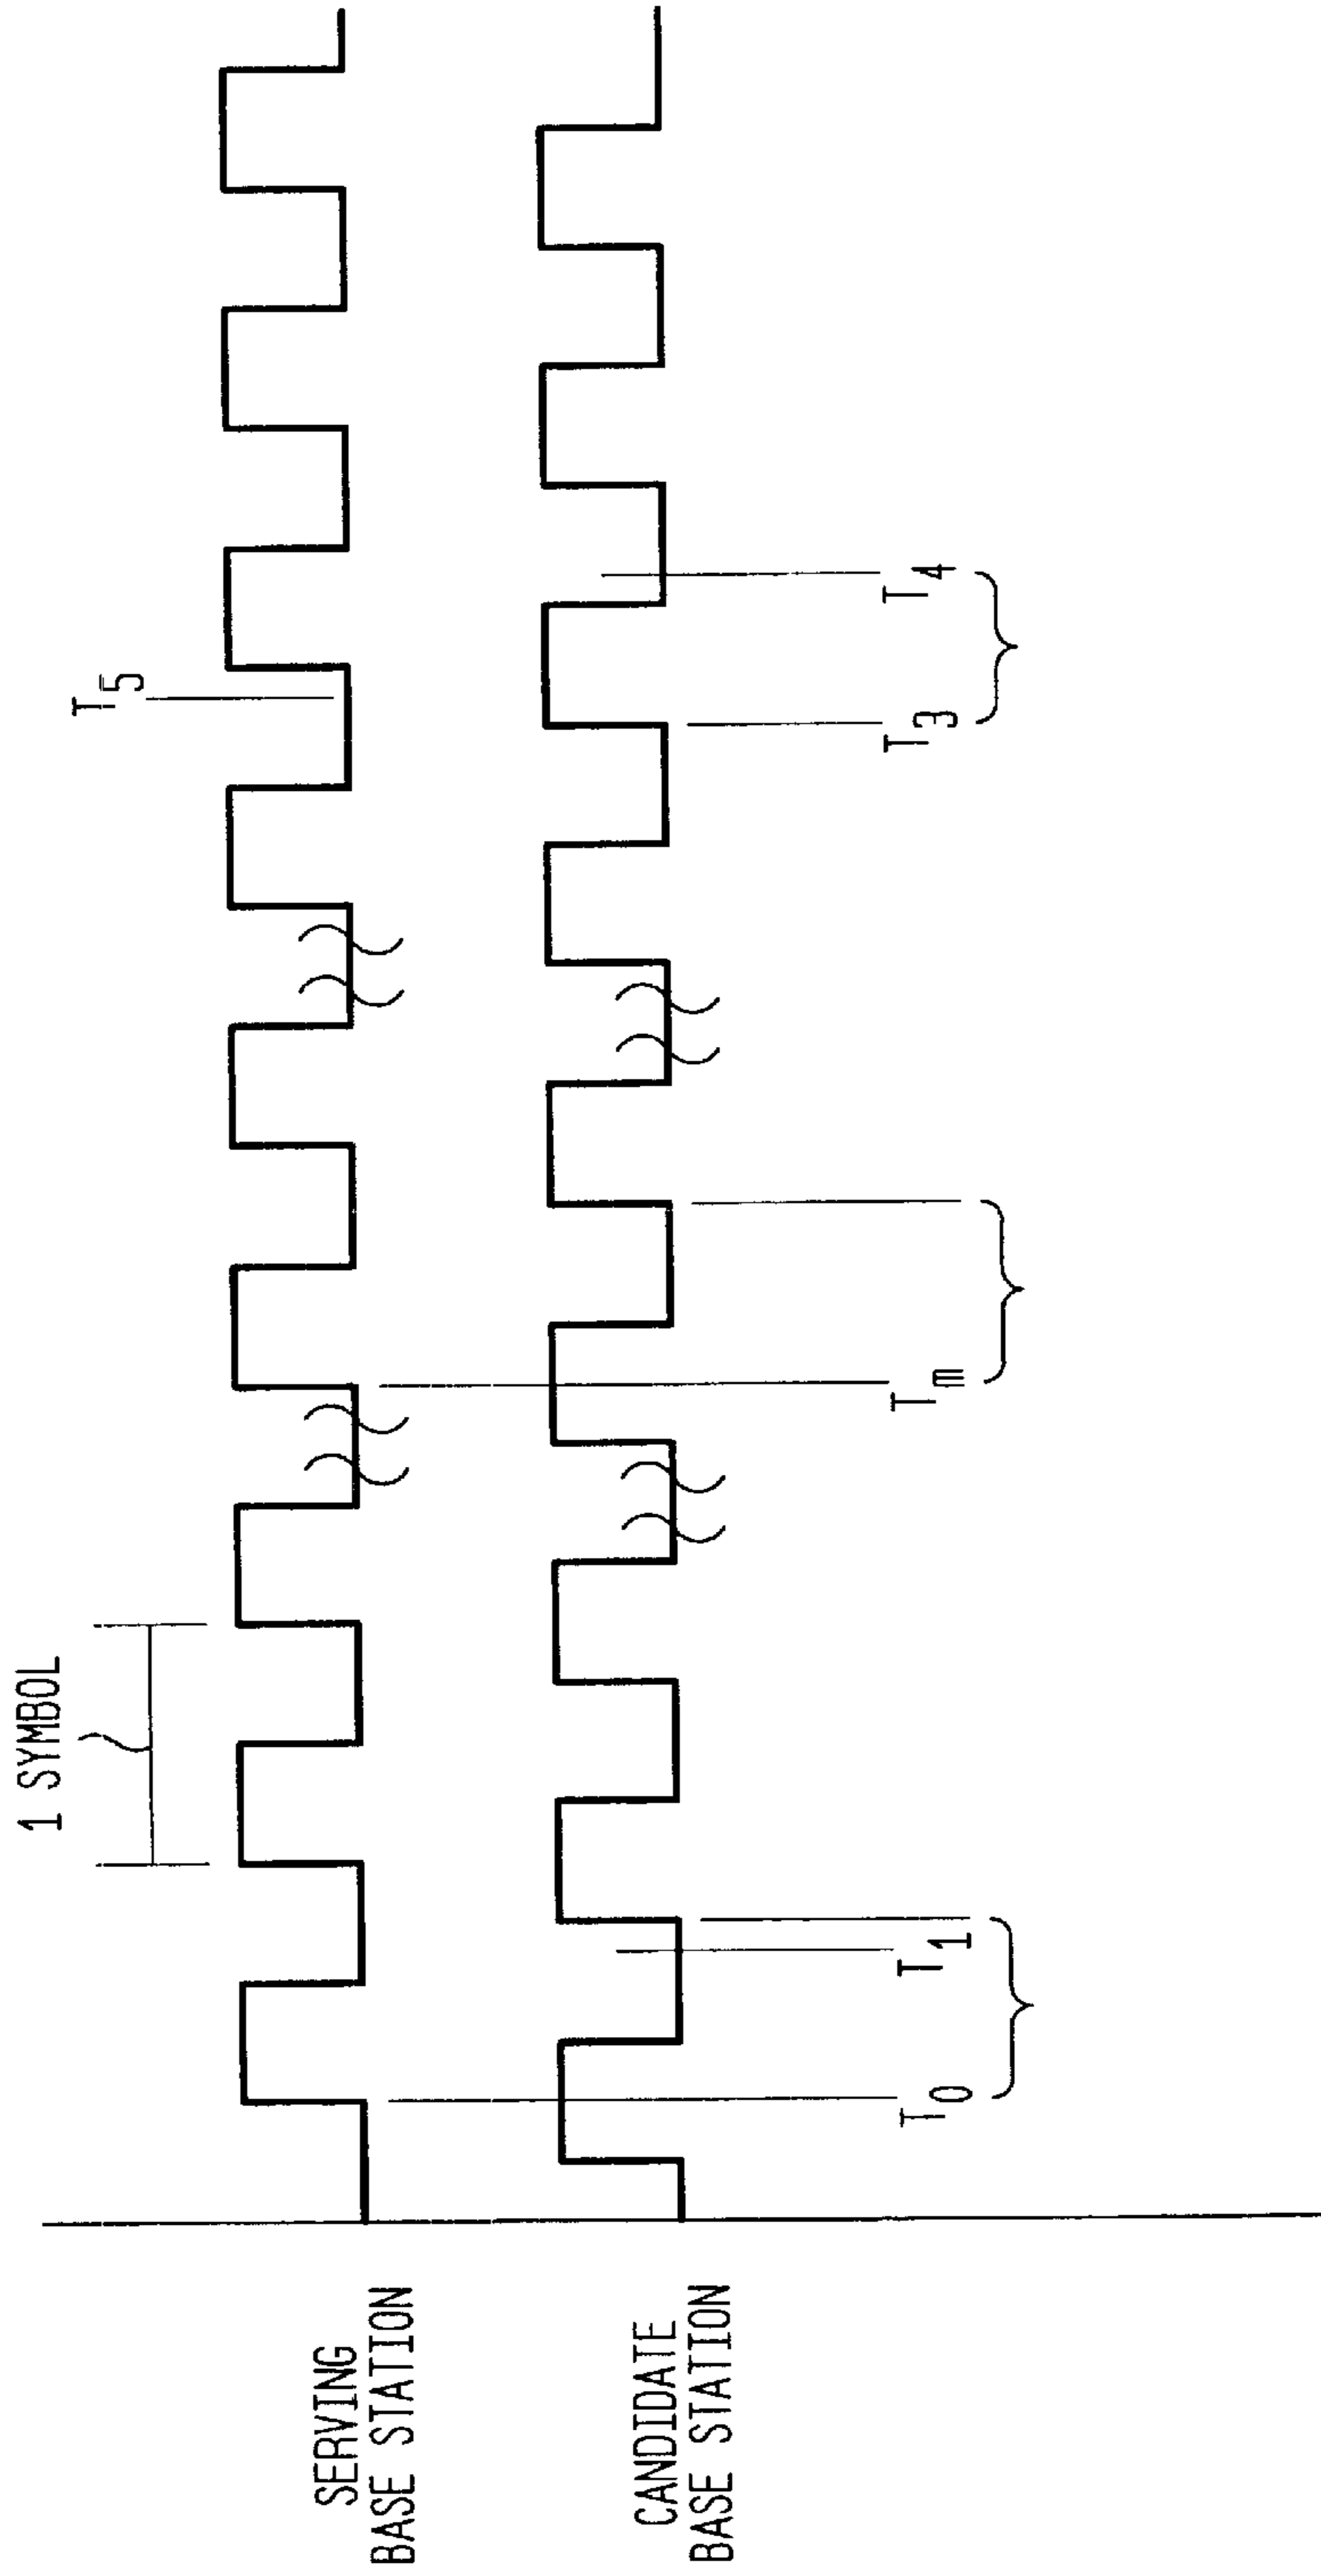 1 SYMBOL
T5
SERVING
BASE STATION
CANDIDATE
BASE STATION
T0
T1
Tm
T3
T4